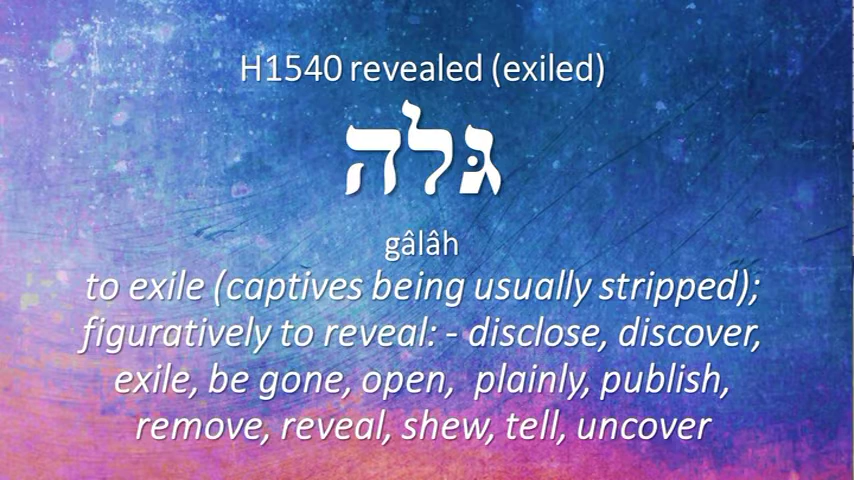 H1540 revealed (exiled)
גּלה
gâlâh
to exile (captives being usually stripped);
figuratively to reveal: - disclose, discover,
exile, be gone, open, plainly, publish,
remove, reveal, shew, tell, uncover